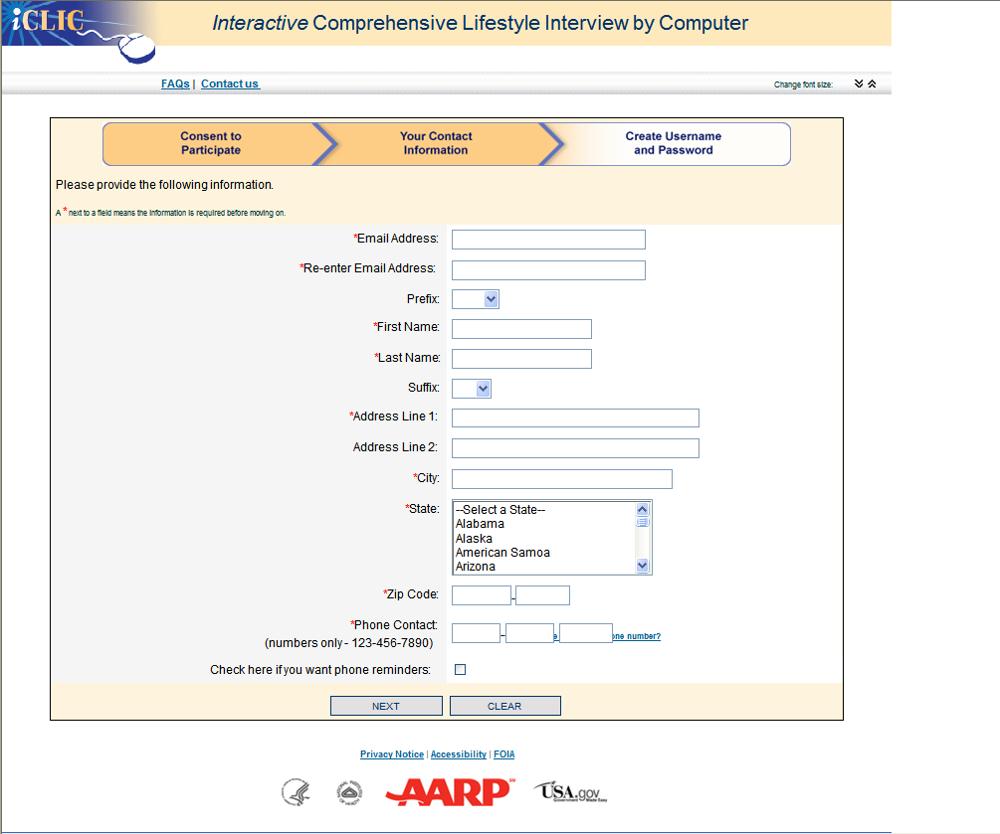 iCLIC
Interactive Comprehensive Lifestyle Interview by Computer
FAQs | Contact us
Change font size:
Consent to
Participate
Your Contact
Information
Create Username
and Password
Please provide the following information.
A * next to a field means the information is required before moving on.
*Email Address:
*Re-enter Email Address:
Prefix:
*First Name:
*Last Name:
Suffix:
*Address Line 1:
Address Line 2:
*City:
*State:
--Select a State--
Alabama
Alaska
American Samoa
Arizona
*Zip Code:
-
*Phone Contact:
(numbers only - 123-456-7890)
number?
Check here if you want phone reminders:
NEXT
CLEAR
Privacy Notice | Accessibility | FOIA
AARP
USA.gov
Government Made Easy